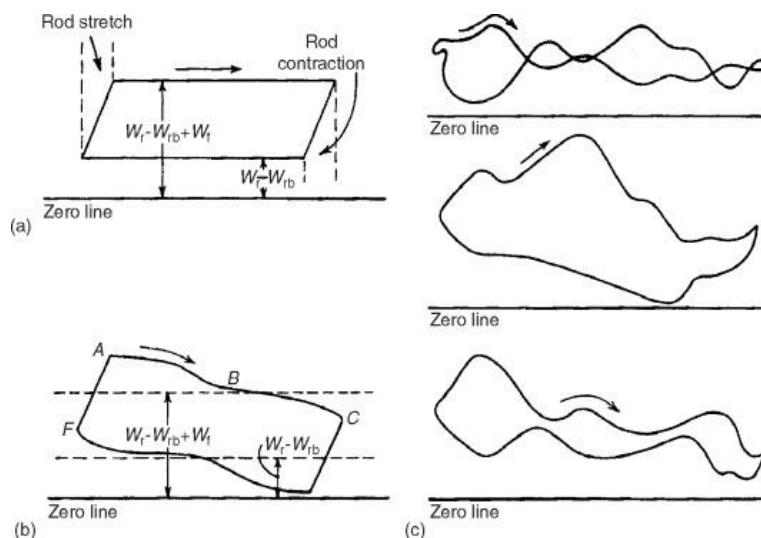 Rod stretch
Rod
contraction
Wr-Wrb+Wf
Wr-Wrb
Zero line
(a)
A
B
C
F
Wr-Wrb+Wf
Wr-Wrb
Zero line
(b)
Zero line
Zero line
Zero line
(c)